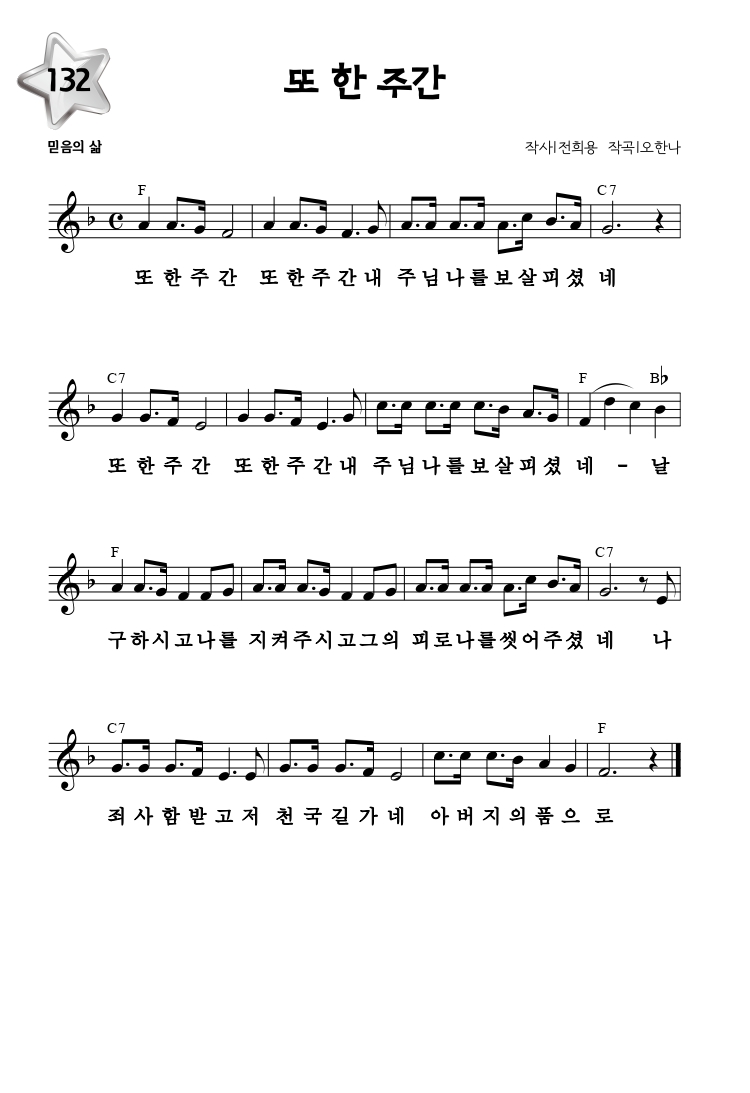 132
또 한 주간
믿음의 삶
작사|전희용 작곡|오한나
F C7
또 한 주 간 또 한 주 간 내 주 님 나 를 보 살 피 셨 네
C7 F B♭
또 한 주 간 또 한 주 간 내 주 님 나 를 보 살 피 셨 네 - 날
F C7
구 하 시 고 나 를 지 켜 주 시 고 그 의 피 로 나 를 씻 어 주 셨 네 나
C7 F
죄 사 함 받 고 저 천 국 길 가 네 아 버 지 의 품 으 로